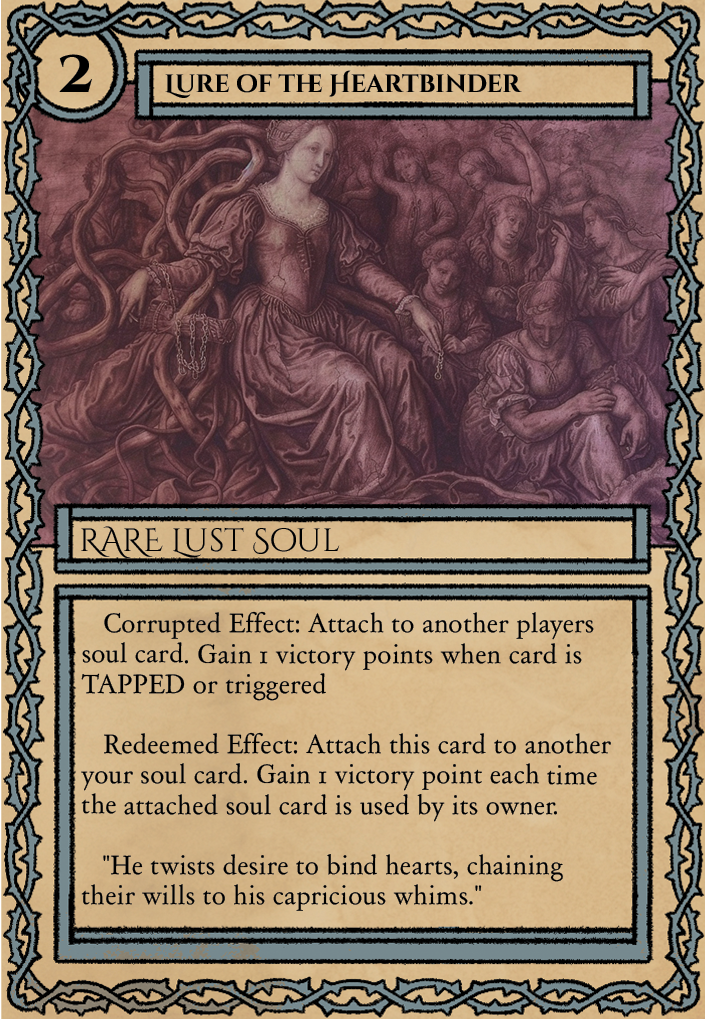 2
Lure of the Heartbinder
Rare Lust Soul
Corrupted Effect: Attach to another players
soul card. Gain 1 victory points when card is
TAPPED or triggered
Redeemed Effect: Attach this card to another
your soul card. Gain 1 victory point each time
the attached soul card is used by its owner.
"He twists desire to bind hearts, chaining
their wills to his capricious whims."